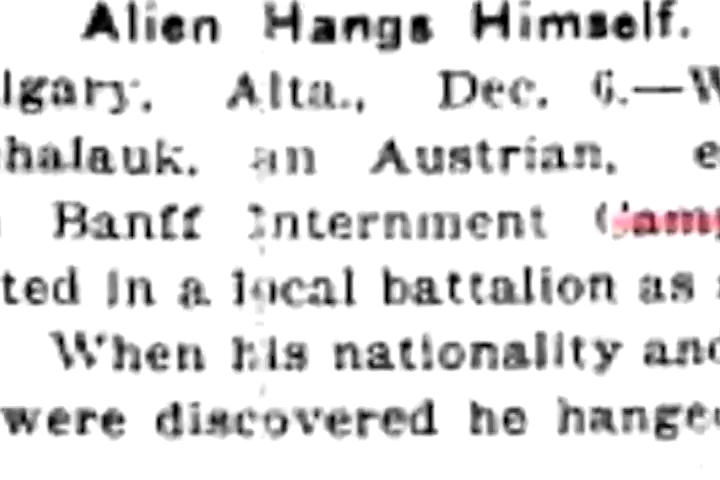 Alien Hangs Himself.
lgary, Alta., Dec. 6.—W
halauk, an Austrian, e
Banff Internment Camp
ted in a local battalion as
When his nationality and
were discovered he hanged